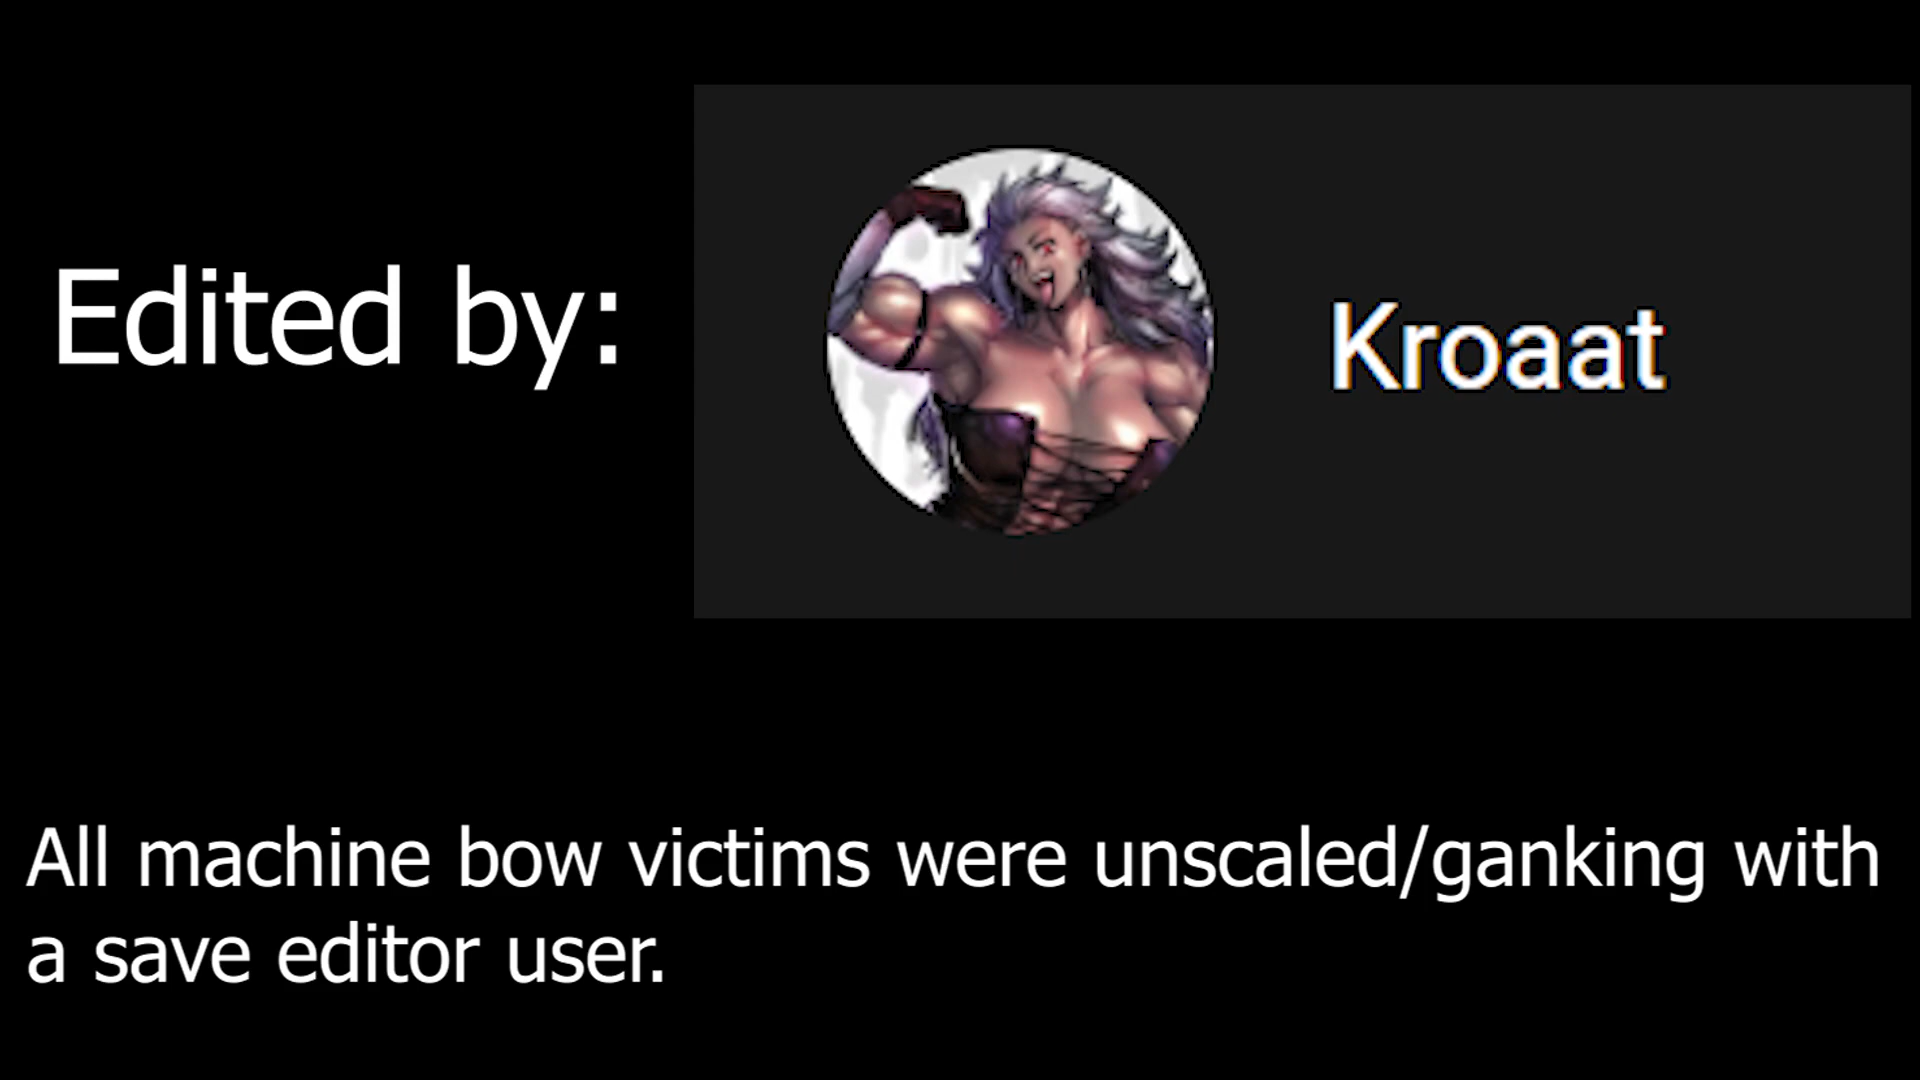 Edited by:
Kroaat
All machine bow victims were unscaled/ganking with
a save editor user.